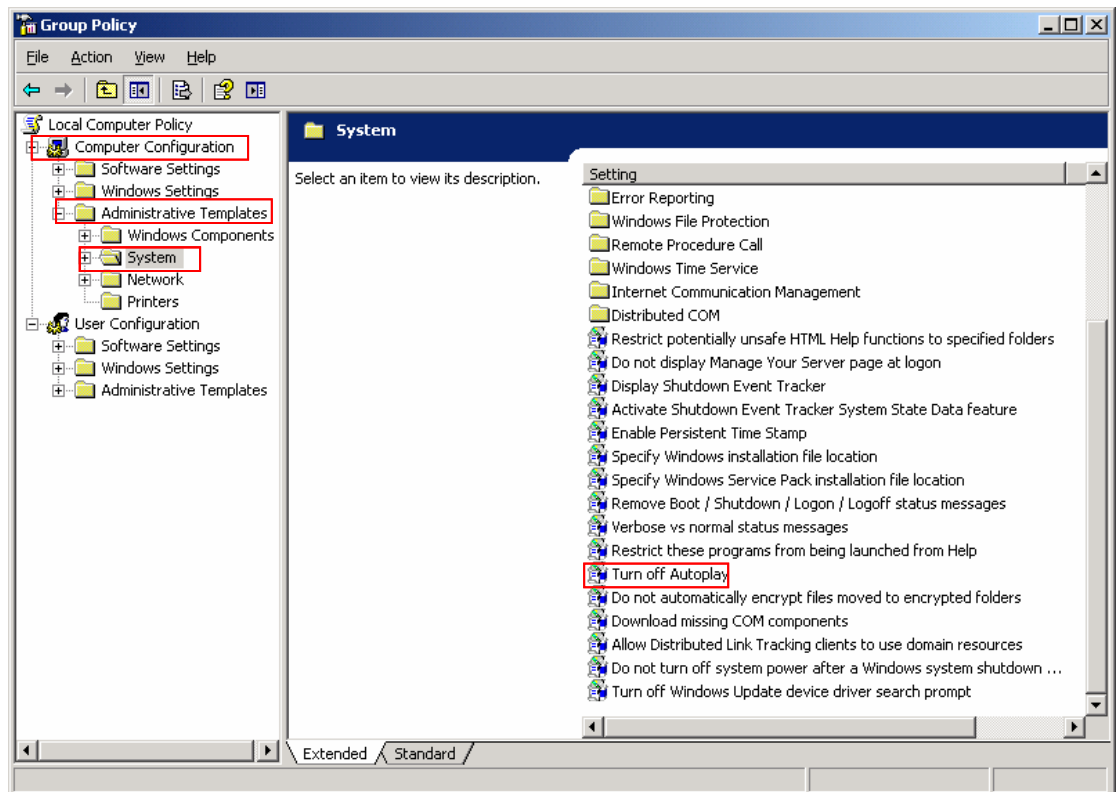 Group Policy
File Action View Help
Local Computer Policy
Computer Configuration
Software Settings
Windows Settings
Administrative Templates
Windows Components
System
Network
Printers
User Configuration
Software Settings
Windows Settings
Administrative Templates
System
Select an item to view its description.
Setting
Error Reporting
Windows File Protection
Remote Procedure Call
Windows Time Service
Internet Communication Management
Distributed COM
Restrict potentially unsafe HTML Help functions to specified folders
Do not display Manage Your Server page at logon
Display Shutdown Event Tracker
Activate Shutdown Event Tracker System State Data feature
Enable Persistent Time Stamp
Specify Windows installation file location
Specify Windows Service Pack installation file location
Remove Boot / Shutdown / Logon / Logoff status messages
Verbose vs normal status messages
Restrict these programs from being launched from Help
Turn off Autoplay
Do not automatically encrypt files moved to encrypted folders
Download missing COM components
Allow Distributed Link Tracking clients to use domain resources
Do not turn off system power after a Windows system shutdown ...
Turn off Windows Update device driver search prompt
Extended Standard